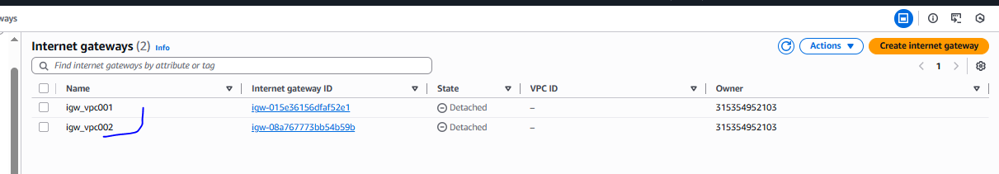 ways
Internet gateways (2) Info
Actions
Create internet gateway
Find internet gateways by attribute or tag
1
Name Internet gateway ID State VPC ID Owner
igw_vpc001 igw-015e36156dfaf52e1 Detached – 315354952103
igw_vpc002 igw-08a767773bb54b59b Detached – 315354952103